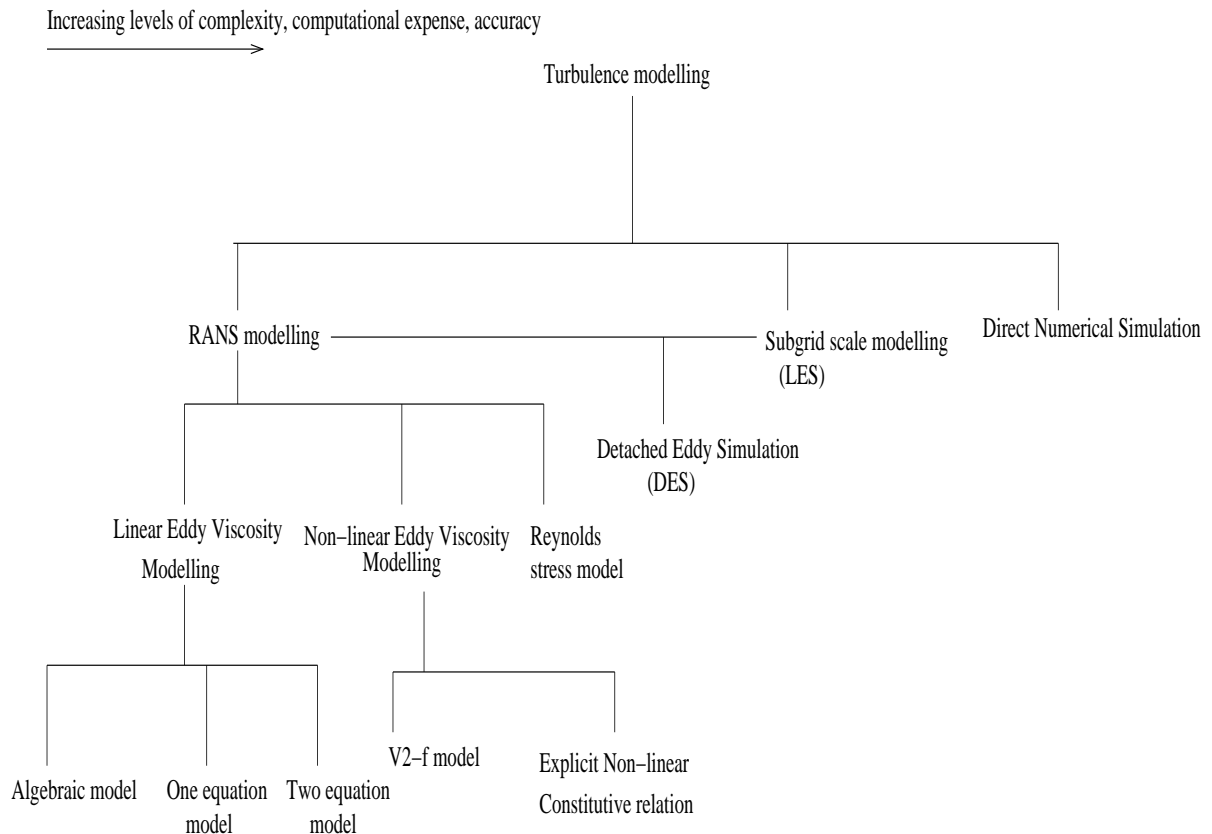 Increasing levels of complexity, computational expense, accuracy
Turbulence modelling
RANS modelling
Subgrid scale modelling
(LES)
Direct Numerical Simulation
Detached Eddy Simulation
(DES)
Linear Eddy Viscosity
Modelling
Non−linear Eddy Viscosity
Modelling
Reynolds
stress model
Algebraic model
One equation
model
Two equation
model
V2−f model
Explicit Non−linear
Constitutive relation